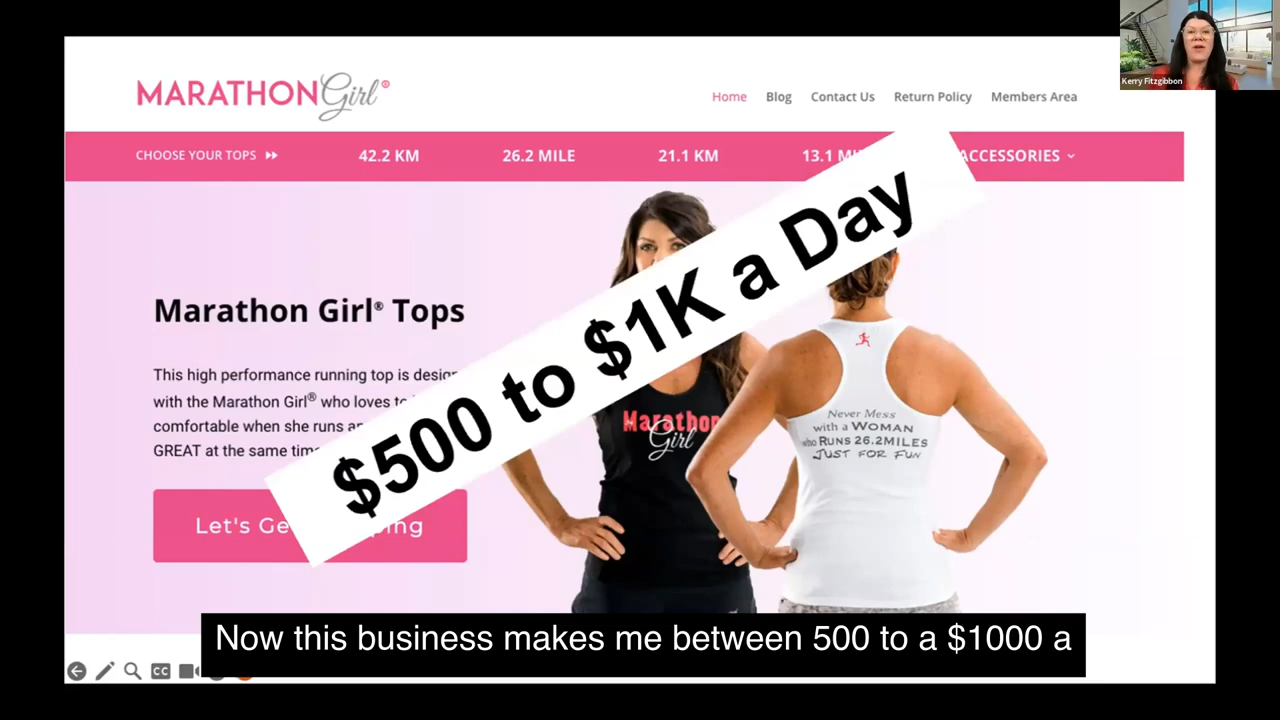 Kerry Fitzgibbon
MARATHON Girl®
Home Blog Contact Us Return Policy Members Area
CHOOSE YOUR TOPS 42.2 KM 26.2 MILE 21.1 KM 13.1 ACCESSORIES
$500 to $1K a Day
Marathon Girl® Tops
This high performance running top is
with the Marathon Girl® who loves
comfortable when she runs
GREAT at the same
Let's
Marathon
Girl
Never Mess
with a WOMAN
who RUNS 26.2MILES
JUST FOR FUN
Now this business makes me between 500 to a $1000 a
CC